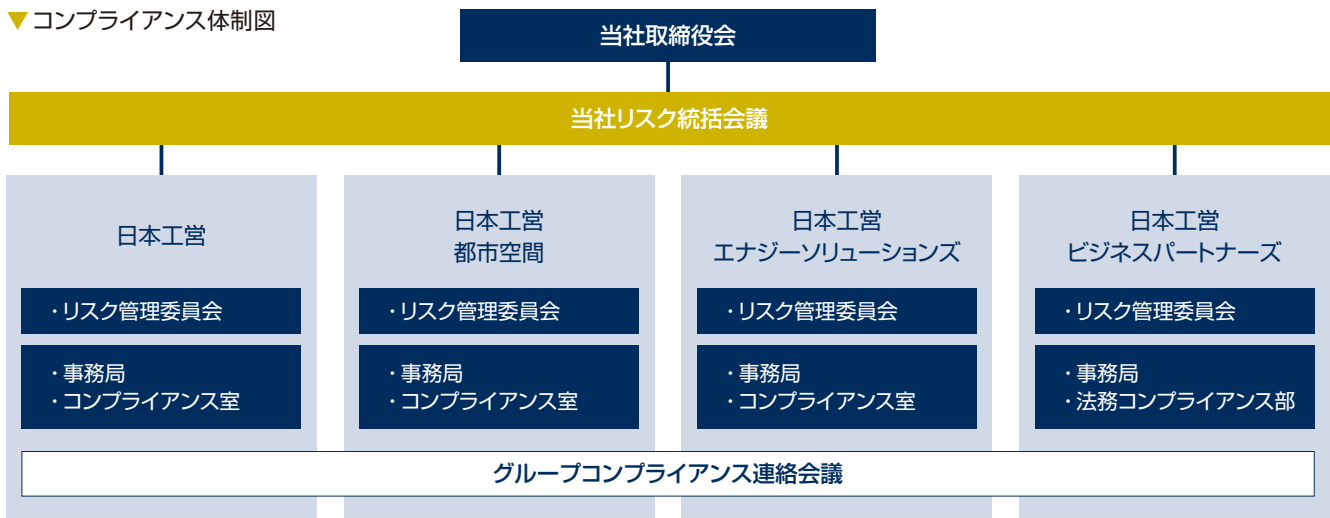 ▼コンプライアンス体制図
当社取締役会
当社リスク統括会議
日本工営
・リスク管理委員会
・事務局
・コンプライアンス室
日本工営
都市空間
・リスク管理委員会
・事務局
・コンプライアンス室
日本工営
エナジーソリューションズ
・リスク管理委員会
・事務局
・コンプライアンス室
日本工営
ビジネスパートナーズ
・リスク管理委員会
・事務局
・法務コンプライアンス部
グループコンプライアンス連絡会議